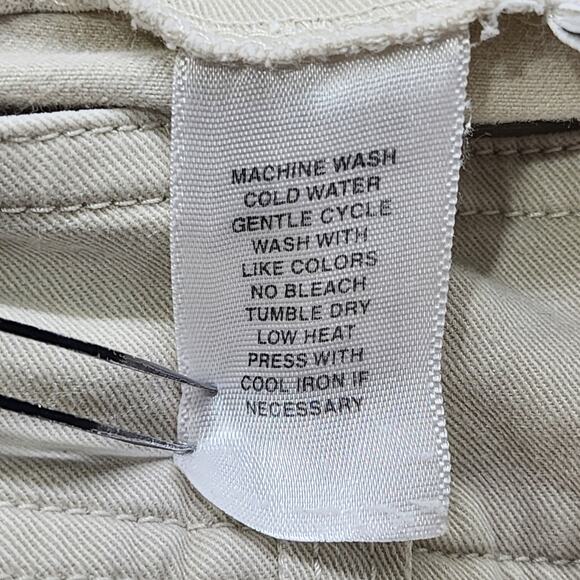 MACHINE WASH
COLD WATER
GENTLE CYCLE
WASH WITH
LIKE COLORS
NO BLEACH
TUMBLE DRY
LOW HEAT
PRESS WITH
COOL IRON IF
NECESSARY